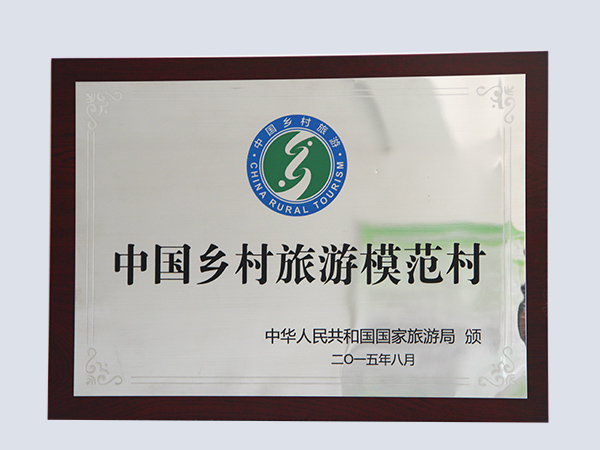 中国乡村旅游
CHINA RURAL TOURISM
中国乡村旅游模范村
中华人民共和国国家旅游局 颁
二〇一五年八月